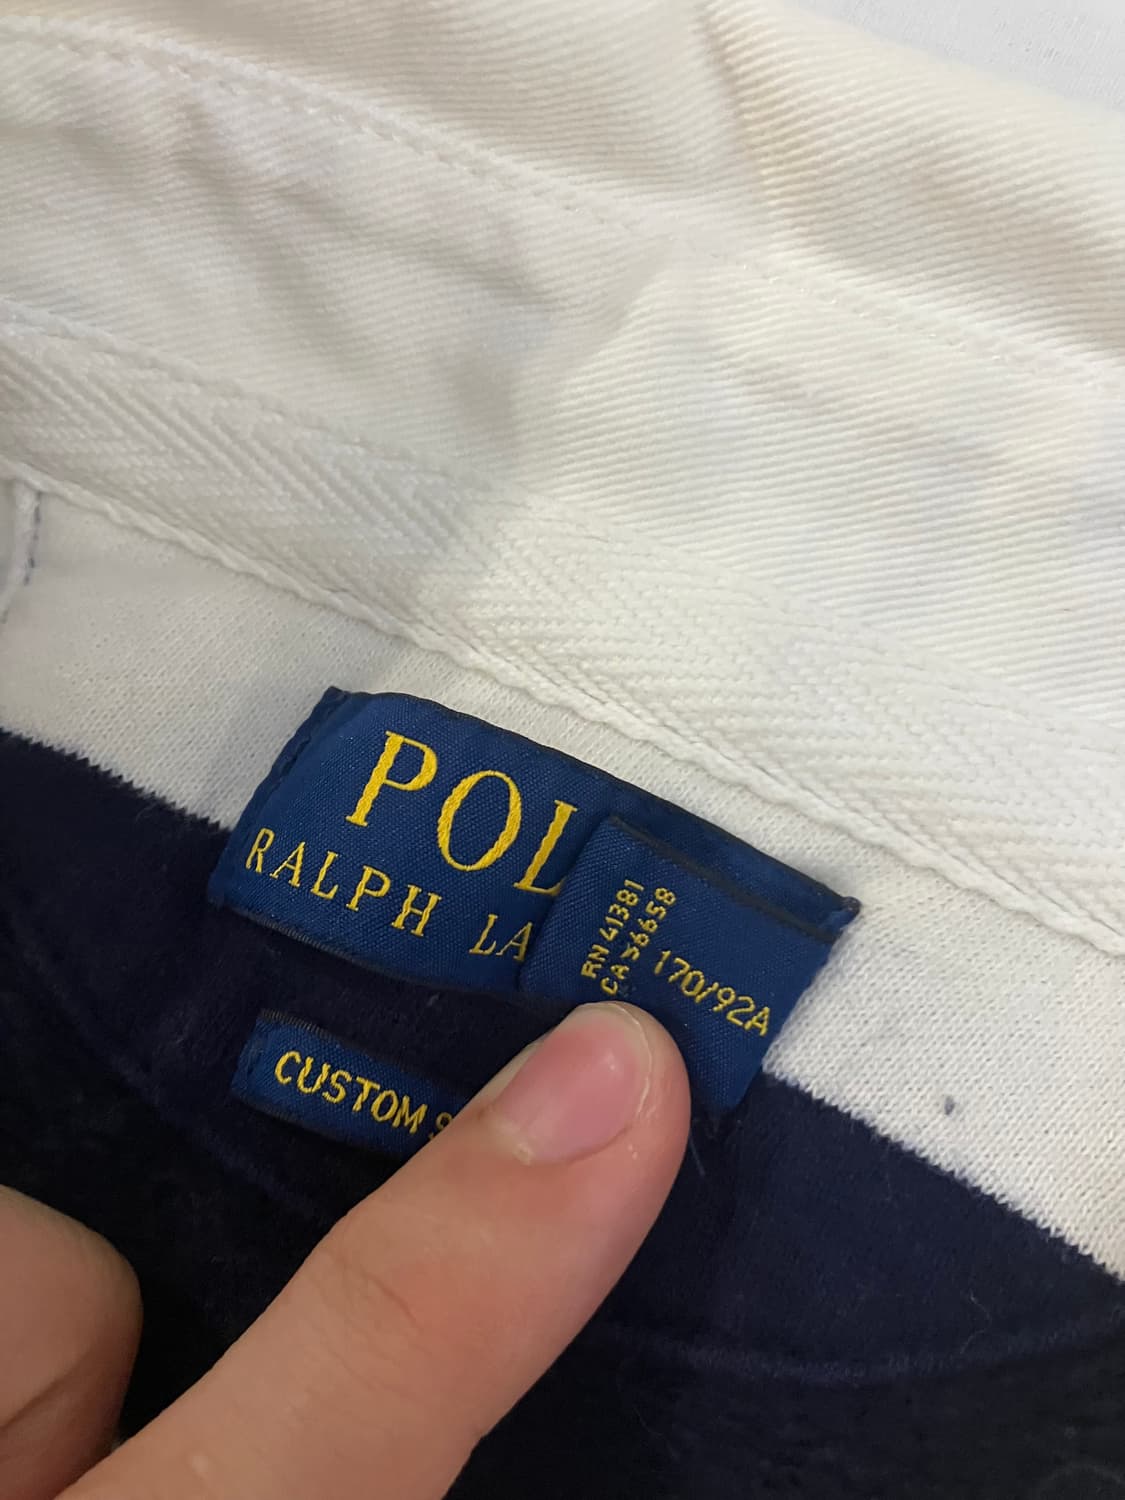 POL
RALPH LA
RN 41381
CA 56658
170/92A
CUSTOM S